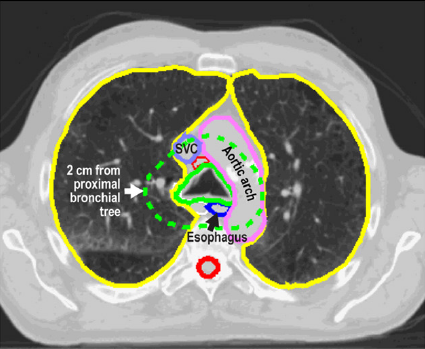 SVC
Aortic arch
2 cm from
proximal
bronchial
tree
Esophagus